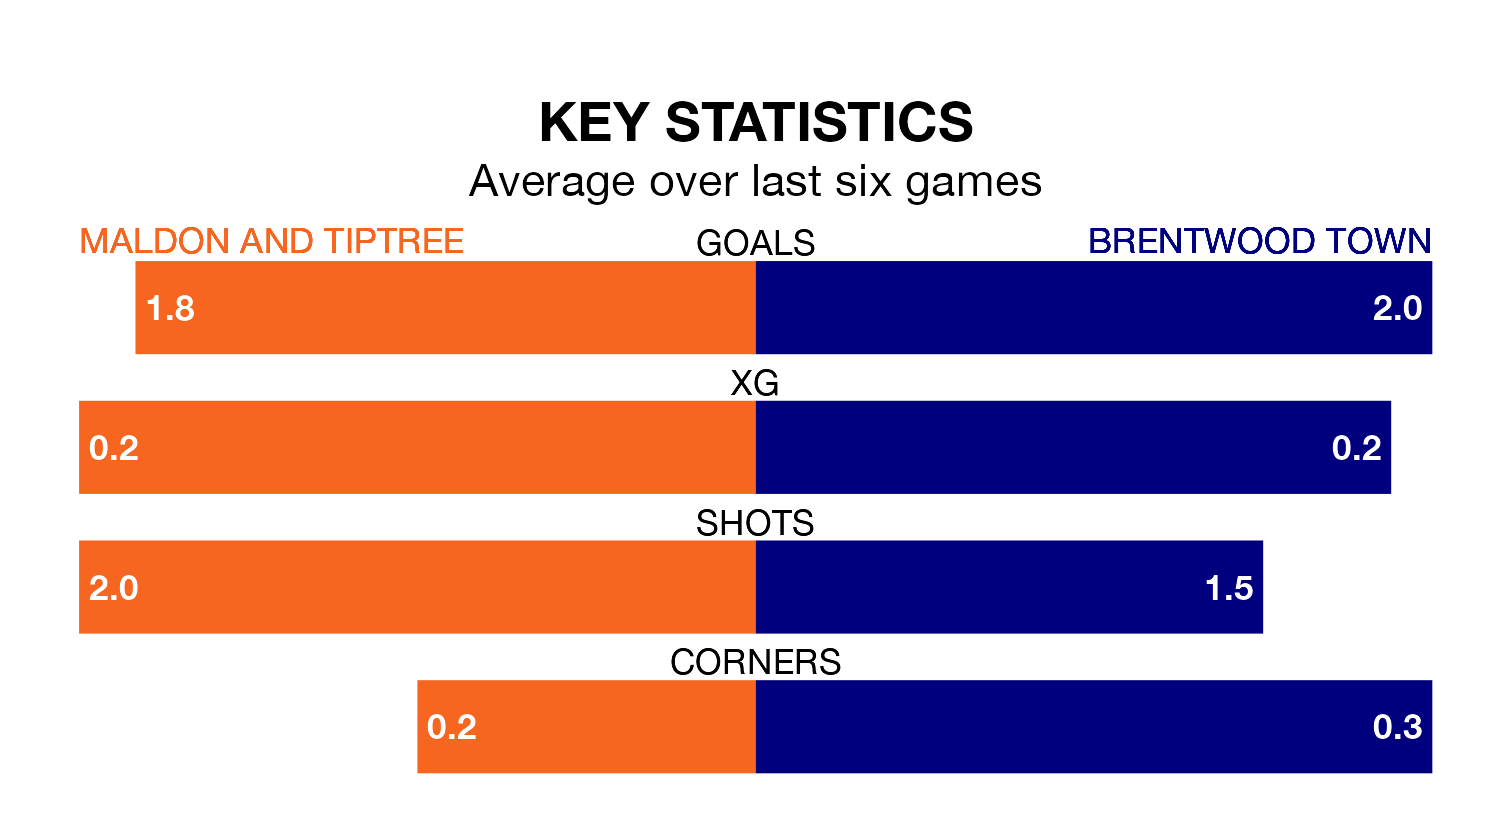 KEY STATISTICS
Average over last six games
MALDON AND TIPTREE GOALS BRENTWOOD TOWN
1.8 2.0
XG
0.2 0.2
SHOTS
2.0 1.5
CORNERS
0.2 0.3